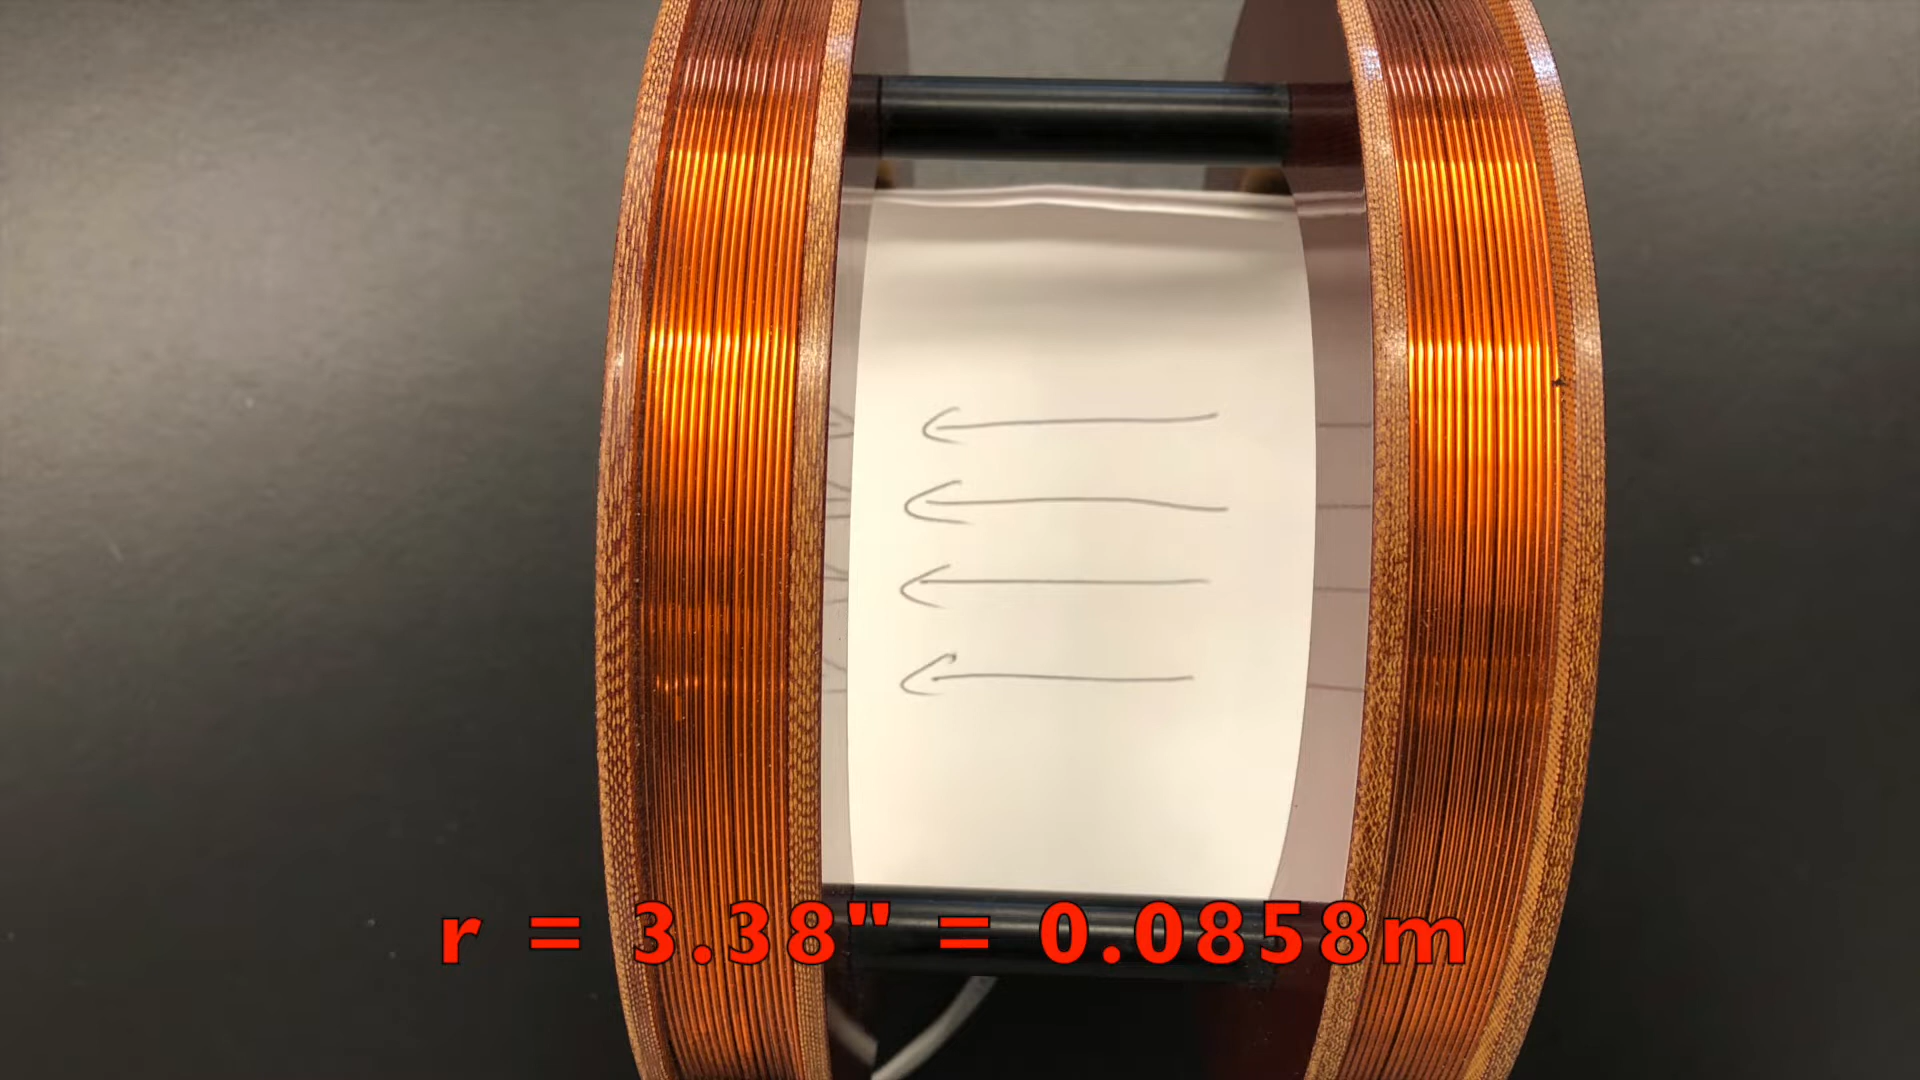 r = 3.38" = 0.0858m